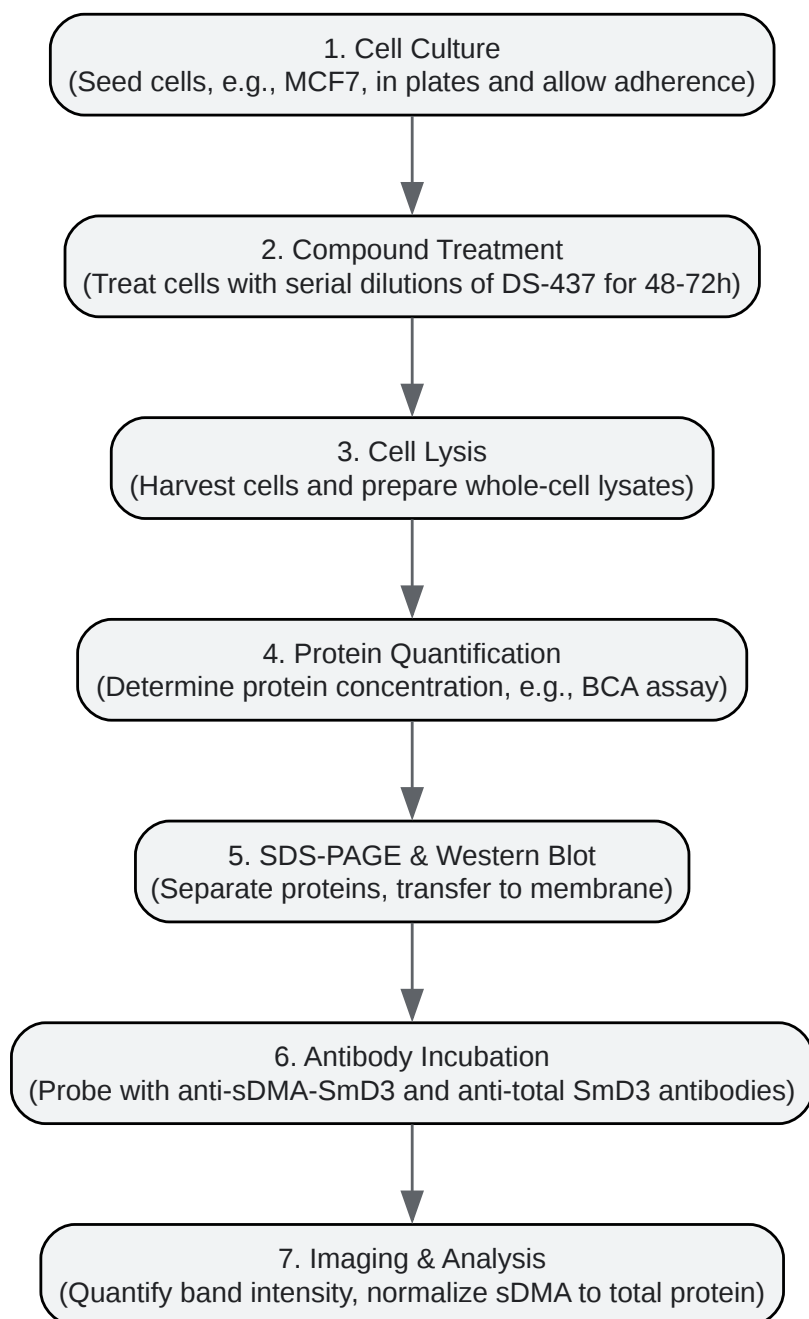 1. Cell Culture
(Seed cells, e.g., MCF7, in plates and allow adherence)
2. Compound Treatment
(Treat cells with serial dilutions of DS-437 for 48-72h)
3. Cell Lysis
(Harvest cells and prepare whole-cell lysates)
4. Protein Quantification
(Determine protein concentration, e.g., BCA assay)
5. SDS-PAGE & Western Blot
(Separate proteins, transfer to membrane)
6. Antibody Incubation
(Probe with anti-sDMA-SmD3 and anti-total SmD3 antibodies)
7. Imaging & Analysis
(Quantify band intensity, normalize sDMA to total protein)